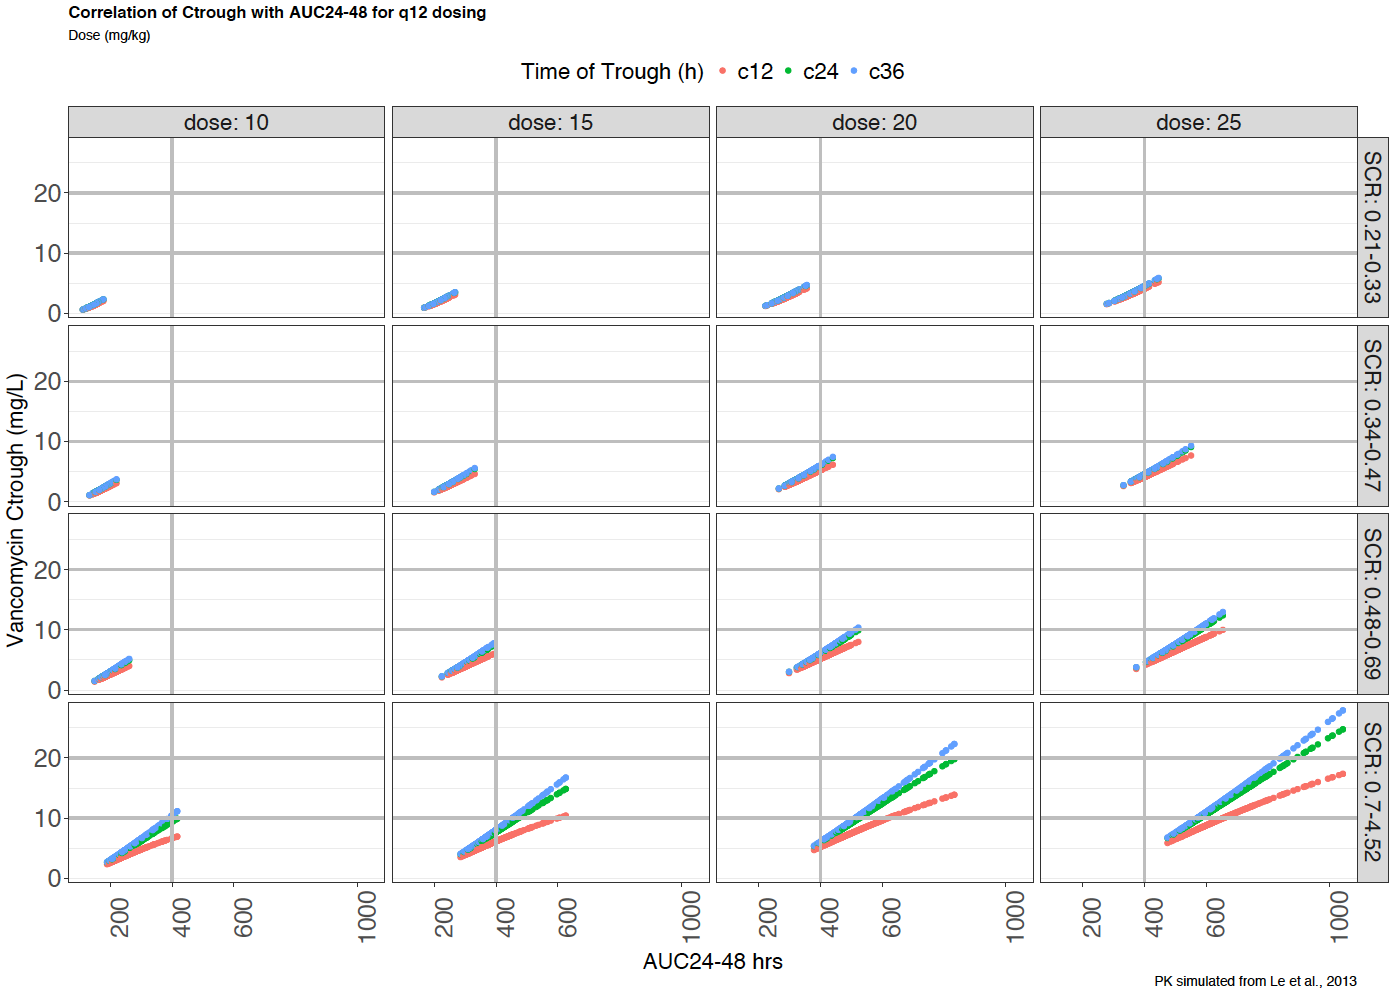 Correlation of Ctrough with AUC24-48 for q12 dosing
Dose (mg/kg)
Time of Trough (h) c12 c24 c36
dose: 10 dose: 15 dose: 20 dose: 25
20
10
0
SCR: 0.21-0.33
20
10
0
SCR: 0.34-0.47
Vancomycin Ctrough (mg/L)
20
10
0
SCR: 0.48-0.69
20
10
0
SCR: 0.7-4.52
200 400 600 1000 200 400 600 1000 200 400 600 1000 200 400 600 1000
AUC24-48 hrs
PK simulated from Le et al., 2013